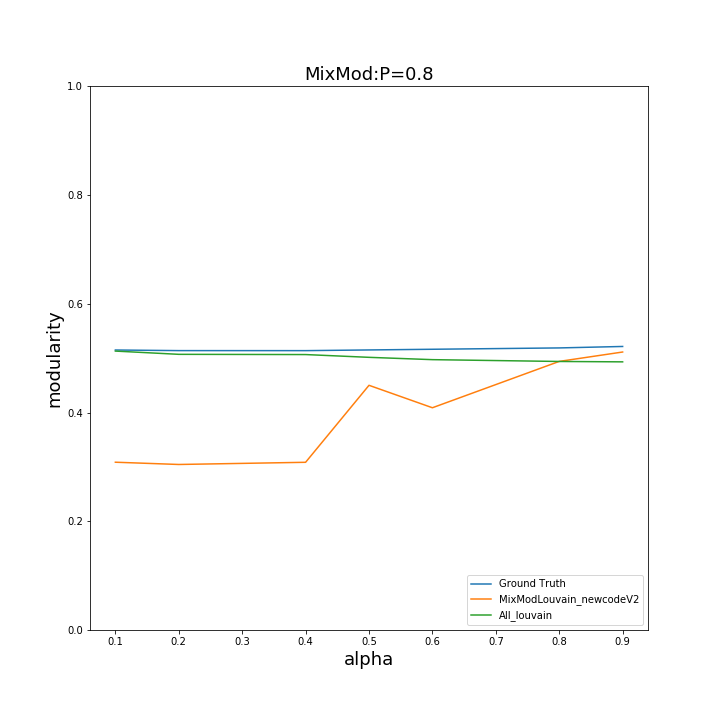 MixMod:P=0.8
1.0
0.8
0.6
0.4
0.2
0.0
modularity
0.1 0.2 0.3 0.4 0.5 0.6 0.7 0.8 0.9
alpha
Ground Truth
MixModLouvain_newcodeV2
All_louvain